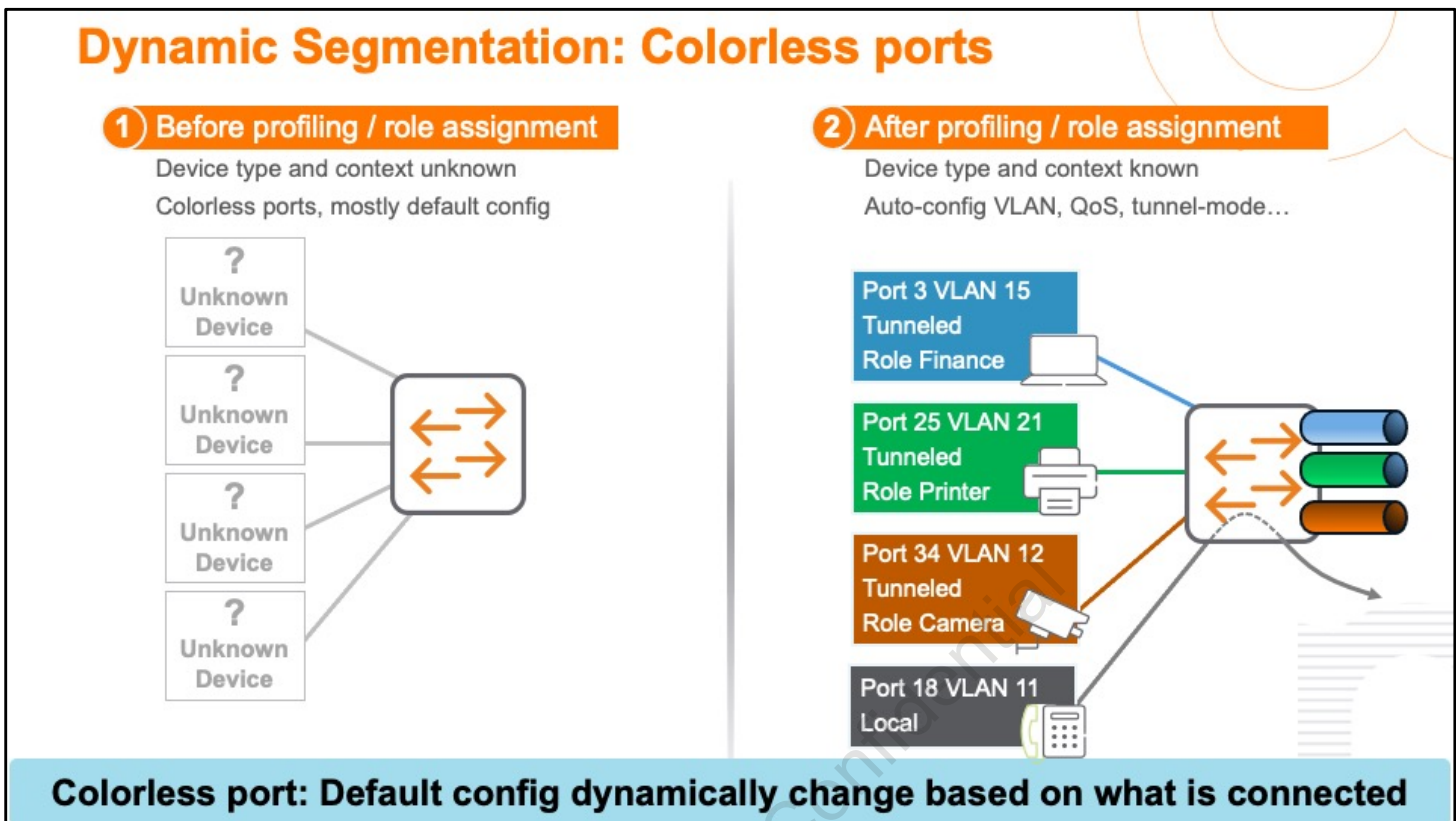 Dynamic Segmentation: Colorless ports
1 Before profiling / role assignment
Device type and context unknown
Colorless ports, mostly default config
?
Unknown
Device
?
Unknown
Device
?
Unknown
Device
?
Unknown
Device
2 After profiling / role assignment
Device type and context known
Auto-config VLAN, QoS, tunnel-mode…
Port 3 VLAN 15
Tunneled
Role Finance
Port 25 VLAN 21
Tunneled
Role Printer
Port 34 VLAN 12
Tunneled
Role Camera
Port 18 VLAN 11
Local
Confidential
Colorless port: Default config dynamically change based on what is connected